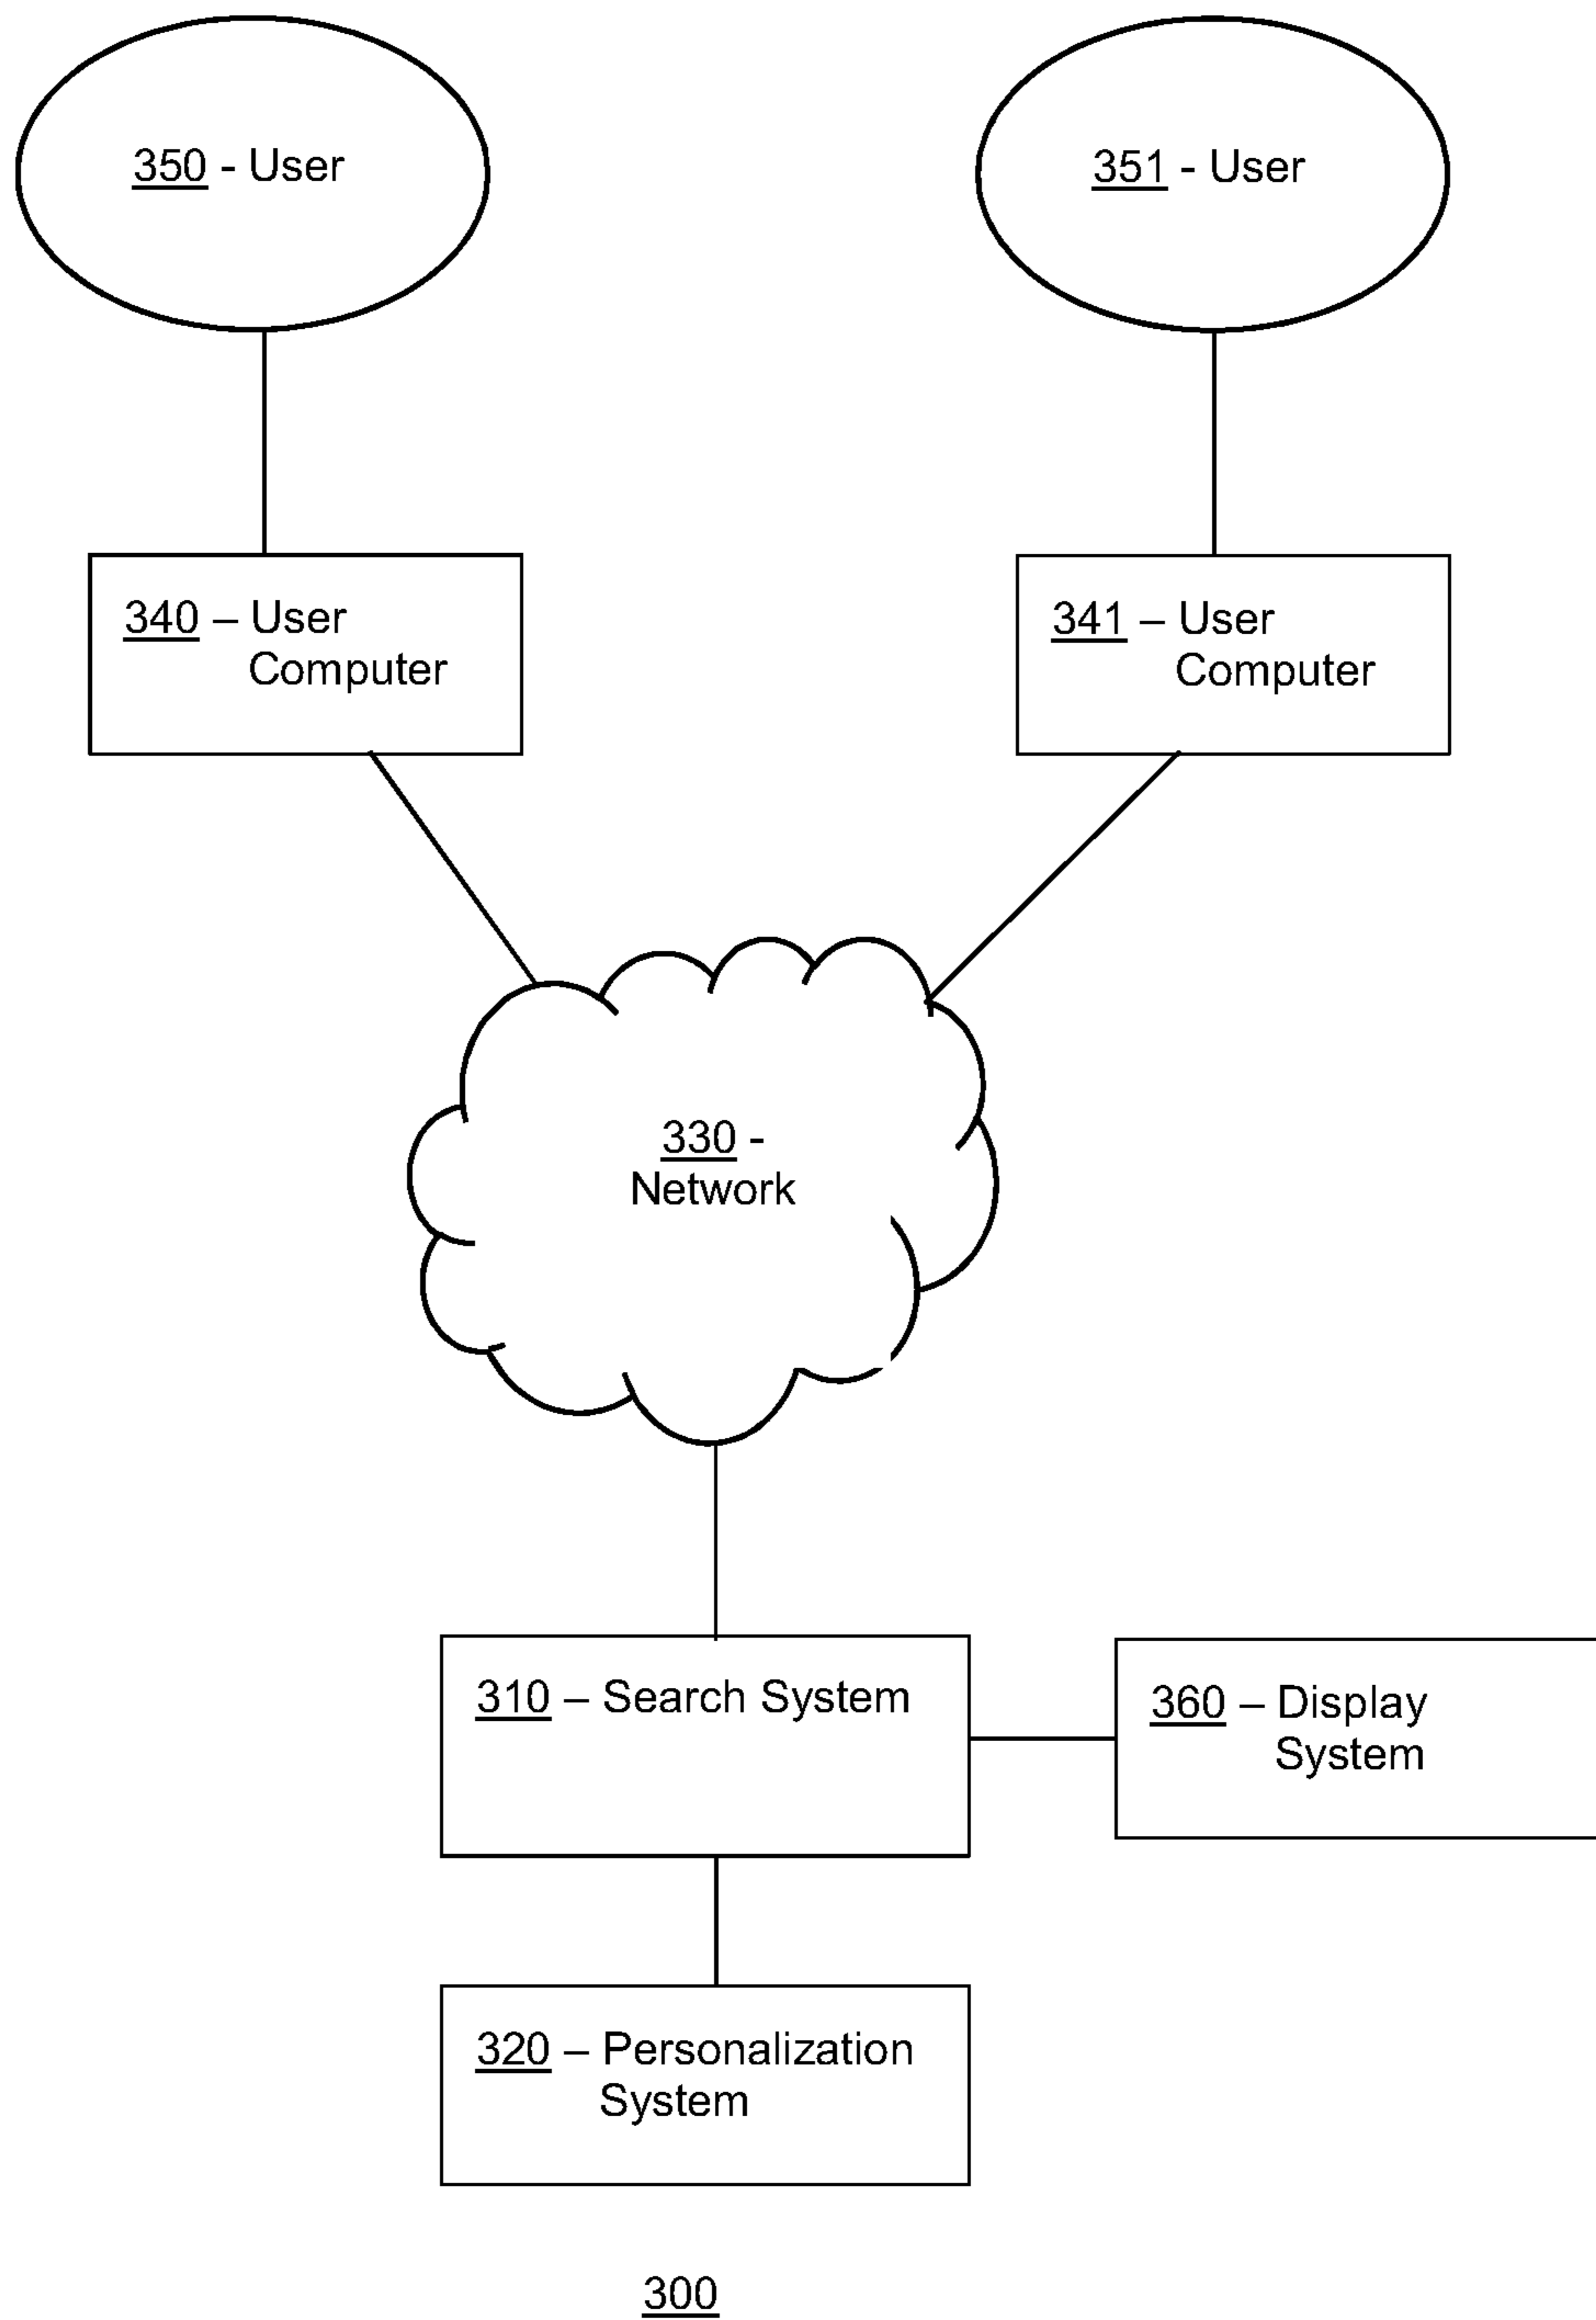 350 - User
351 - User
340 – User
Computer
341 – User
Computer
330 -
Network
310 – Search System
360 – Display
System
320 – Personalization
System
300